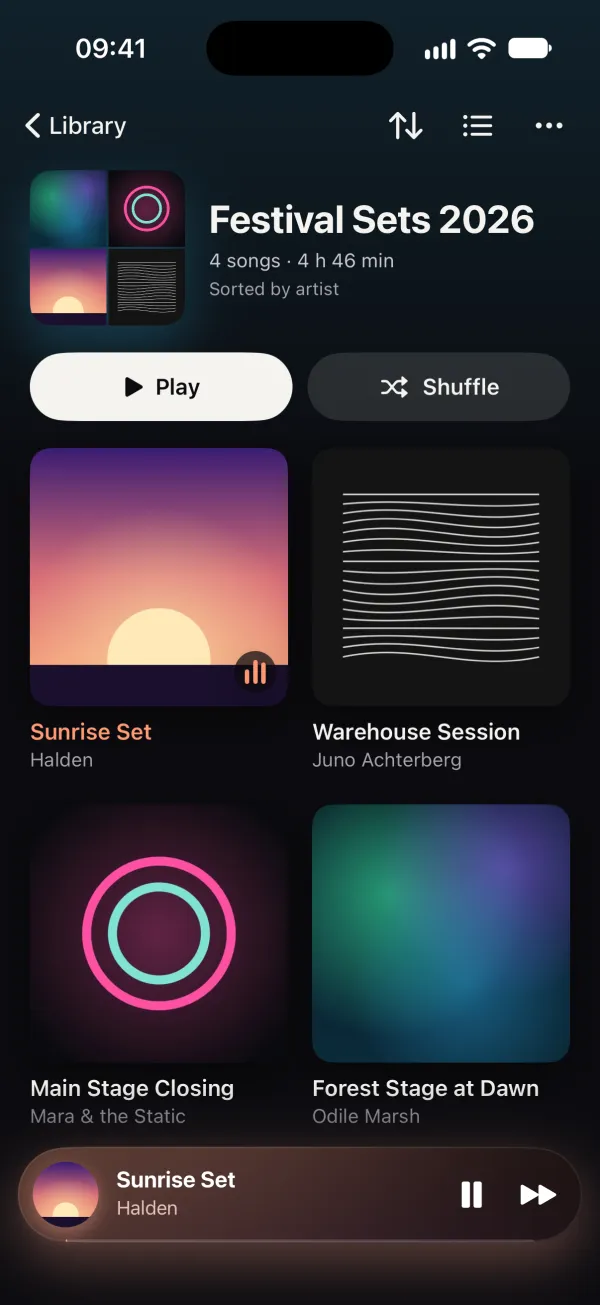 09:41
Library
Festival Sets 2026
4 songs · 4 h 46 min
Sorted by artist
Play
Shuffle
Sunrise Set
Halden
Warehouse Session
Juno Achterberg
Main Stage Closing
Mara & the Static
Forest Stage at Dawn
Odile Marsh
Sunrise Set
Halden